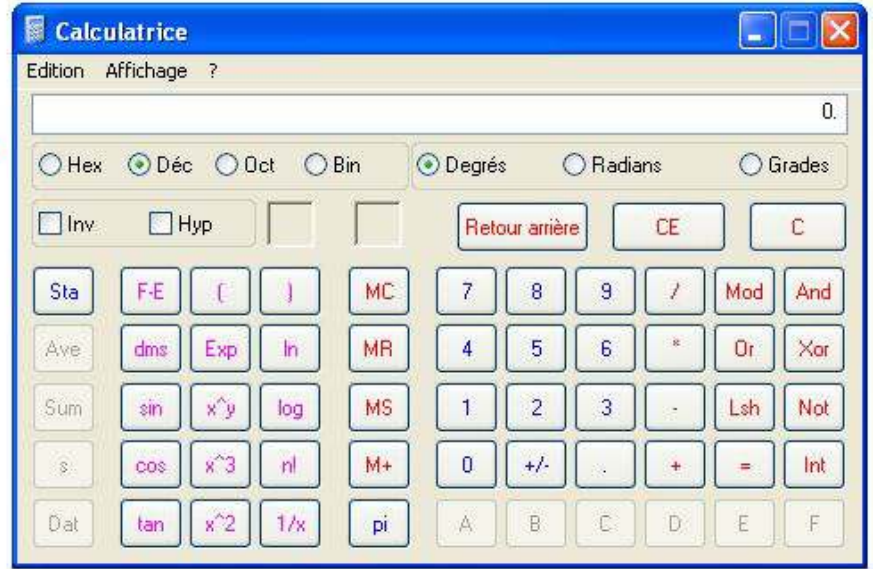 Calculatrice
Edition Affichage ?
0.
Hex Déc Oct Bin Degrés Radians Grades
Inv Hyp Retour arrière CE C
Sta F-E ( ) MC 7 8 9 / Mod And
Ave dms Exp ln MR 4 5 6 * Or Xor
Sum sin x^y log MS 1 2 3 - Lsh Not
s cos x^3 n! M+ 0 +/- . + = Int
Dat tan x^2 1/x pi A B C D E F